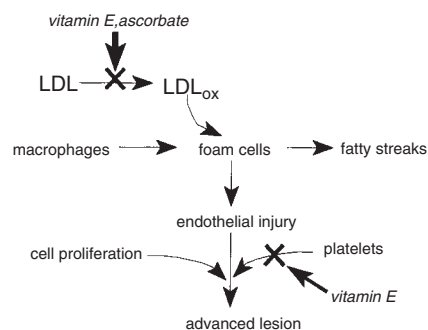 vitamin E,ascorbate
LDL LDLox
macrophages foam cells fatty streaks
endothelial injury
cell proliferation platelets
vitamin E
advanced lesion